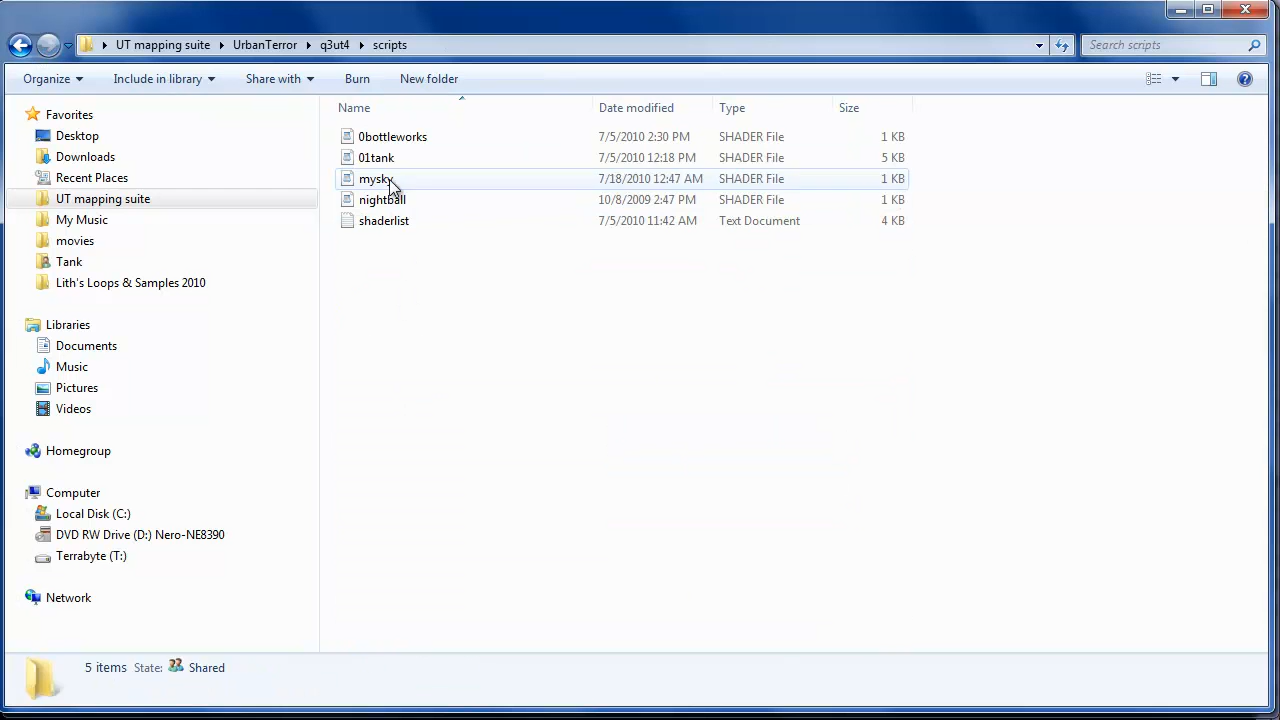 UT mapping suite UrbanTerror q3ut4 scripts Search scripts
Organize Include in library Share with Burn New folder
Favorites
Desktop
Downloads
Recent Places
UT mapping suite
My Music
movies
Tank
Lith's Loops & Samples 2010
Libraries
Documents
Music
Pictures
Videos
Homegroup
Computer
Local Disk (C:)
DVD RW Drive (D:) Nero-NE8390
Terrabyte (T:)
Network
Name Date modified Type Size
0bottleworks 7/5/2010 2:30 PM SHADER File 1 KB
01tank 7/5/2010 12:18 PM SHADER File 5 KB
mysky 7/18/2010 12:47 AM SHADER File 1 KB
nightball 10/8/2009 2:47 PM SHADER File 1 KB
shaderlist 7/5/2010 11:42 AM Text Document 4 KB
5 items State: Shared